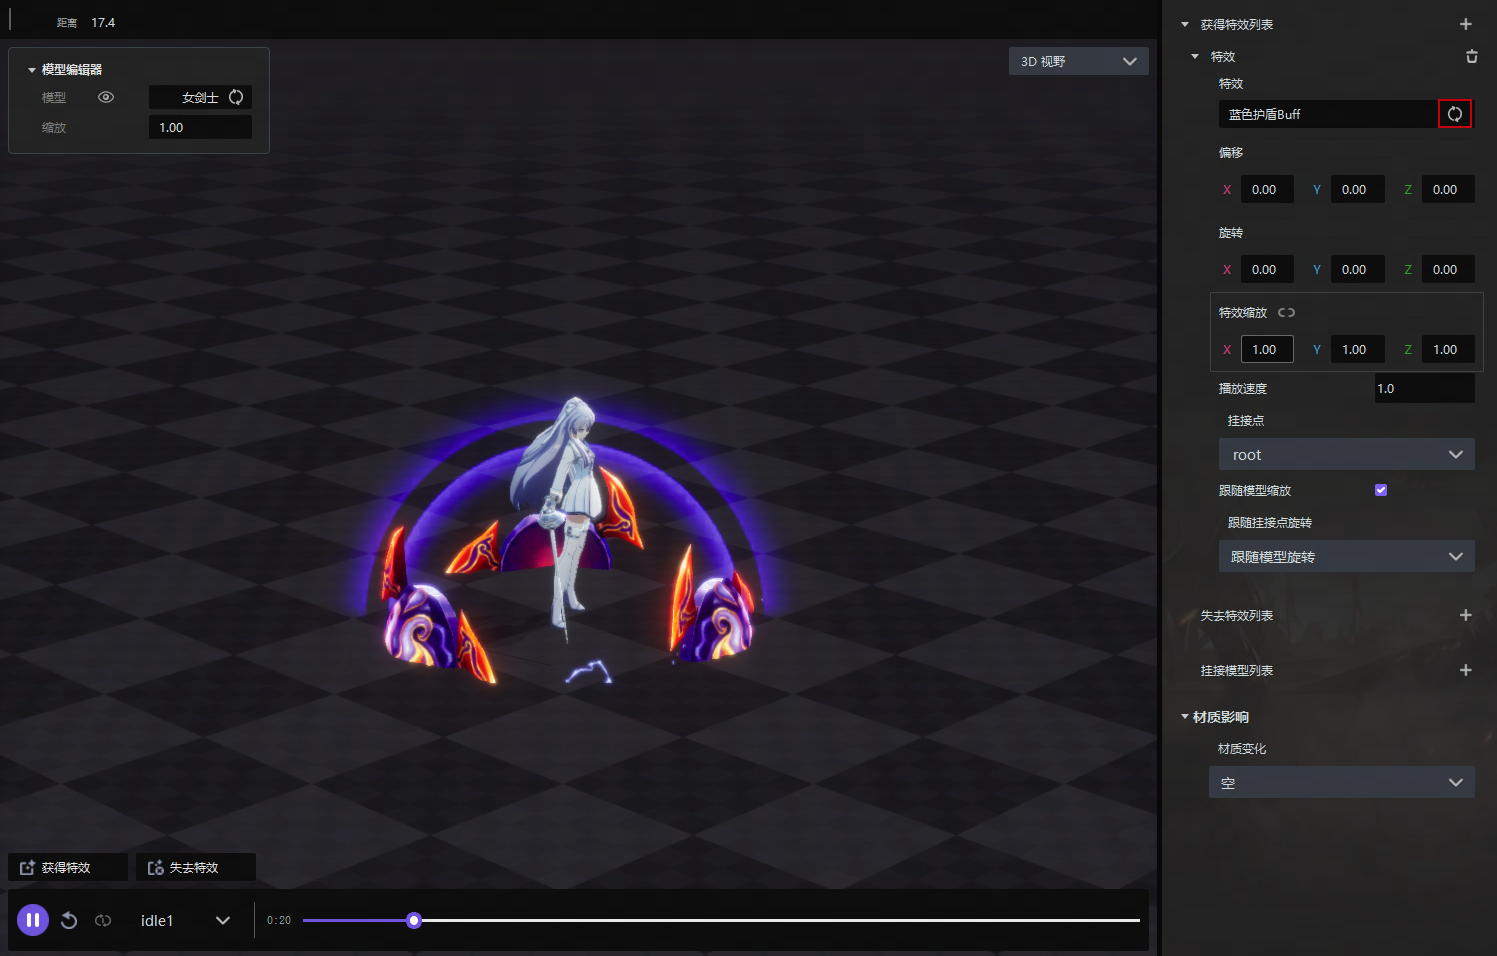 距离 17.4
模型编辑器
模型 女剑士
缩放 1.00
3D 视野
获得特效
失去特效
idle1
0:20
获得特效列表
特效
特效
蓝色护盾Buff
偏移
X 0.00 Y 0.00 Z 0.00
旋转
X 0.00 Y 0.00 Z 0.00
特效缩放
X 1.00 Y 1.00 Z 1.00
播放速度 1.0
挂接点
root
跟随模型缩放
跟随挂接点旋转
跟随模型旋转
失去特效列表
挂接模型列表
材质影响
材质变化
空